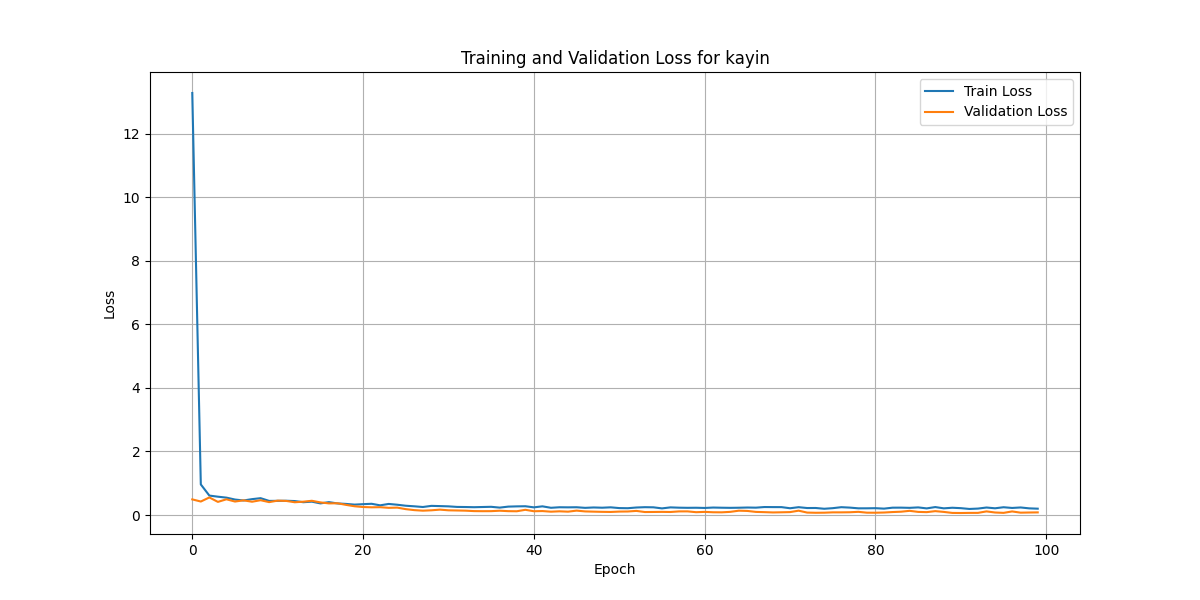 Training and Validation Loss for kayin
Train Loss
Validation Loss
Loss
12
10
8
6
4
2
0
0 20 40 60 80 100
Epoch